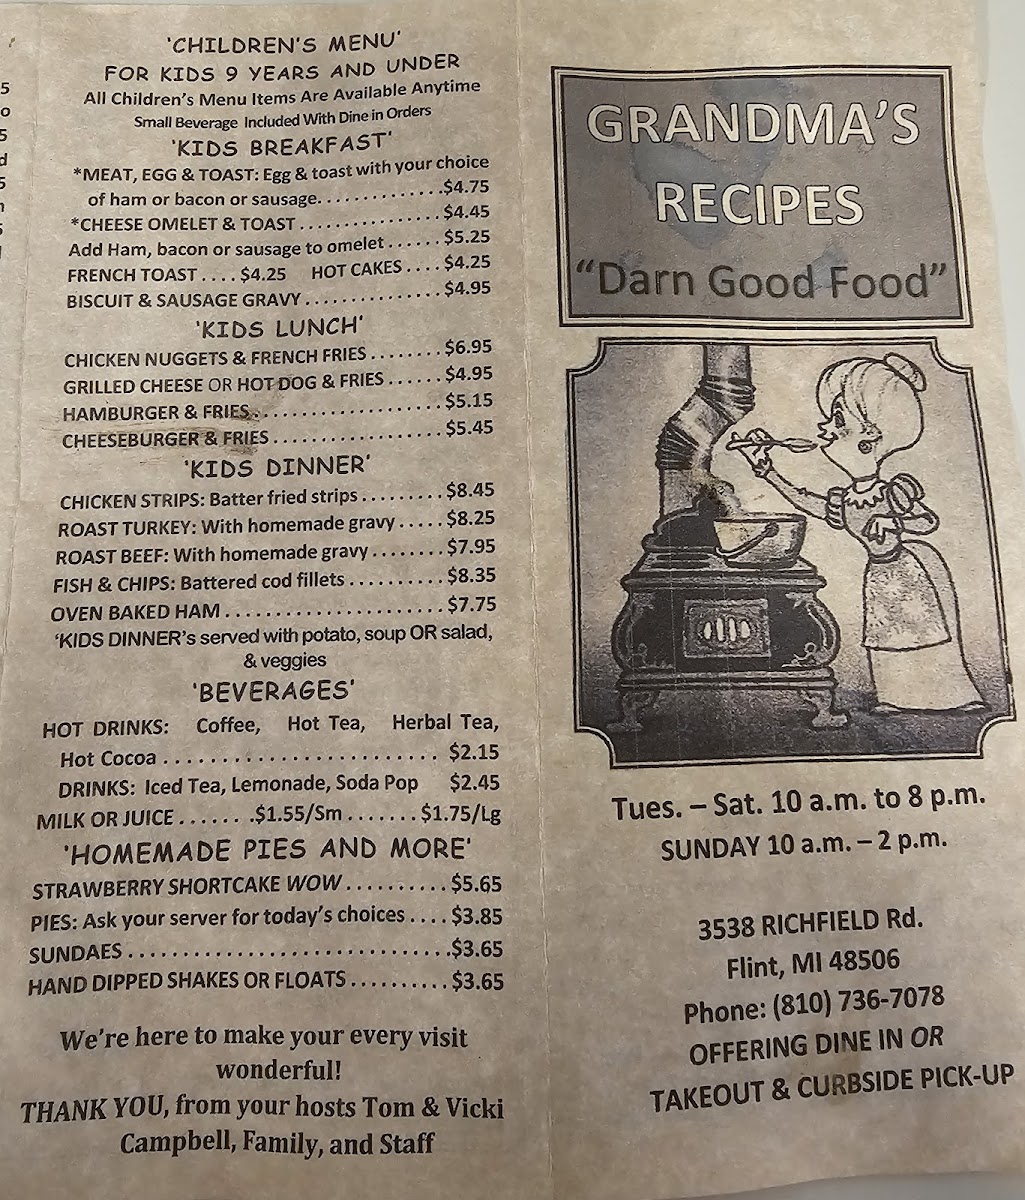 'CHILDREN'S MENU'
FOR KIDS 9 YEARS AND UNDER
All Children's Menu Items Are Available Anytime
Small Beverage Included With Dine in Orders
'KIDS BREAKFAST'
*MEAT, EGG & TOAST: Egg & toast with your choice
of ham or bacon or sausage. . . . . . . . . . . . .$4.75
*CHEESE OMELET & TOAST . . . . . . . . . . . . . . $4.45
Add Ham, bacon or sausage to omelet . . . . . . $5.25
FRENCH TOAST . . . . $4.25 HOT CAKES . . . . $4.25
BISCUIT & SAUSAGE GRAVY . . . . . . . . . . . . . . $4.95
'KIDS LUNCH'
CHICKEN NUGGETS & FRENCH FRIES . . . . . . . $6.95
GRILLED CHEESE OR HOT DOG & FRIES . . . . . . $4.95
HAMBURGER & FRIES. . . . . . . . . . . . . . . . . . . $5.15
CHEESEBURGER & FRIES . . . . . . . . . . . . . . . . . $5.45
'KIDS DINNER'
CHICKEN STRIPS: Batter fried strips . . . . . . . . . $8.45
ROAST TURKEY: With homemade gravy . . . . . $8.25
ROAST BEEF: With homemade gravy . . . . . . . . $7.95
FISH & CHIPS: Battered cod fillets . . . . . . . . . . $8.35
OVEN BAKED HAM . . . . . . . . . . . . . . . . . . . . . . $7.75
'KIDS DINNER's served with potato, soup OR salad,
& veggies
'BEVERAGES'
HOT DRINKS: Coffee, Hot Tea, Herbal Tea,
Hot Cocoa . . . . . . . . . . . . . . . . . . . . . . . . $2.15
DRINKS: Iced Tea, Lemonade, Soda Pop $2.45
MILK OR JUICE . . . . . . . .$1.55/Sm . . . . . . . $1.75/Lg
'HOMEMADE PIES AND MORE'
STRAWBERRY SHORTCAKE WOW . . . . . . . . . . $5.65
PIES: Ask your server for today's choices . . . . $3.85
SUNDAES . . . . . . . . . . . . . . . . . . . . . . . . . . . . .$3.65
HAND DIPPED SHAKES OR FLOATS . . . . . . . . . . $3.65
We're here to make your every visit
wonderful!
THANK YOU, from your hosts Tom & Vicki
Campbell, Family, and Staff
GRANDMA'S
RECIPES
"Darn Good Food"
Tues. – Sat. 10 a.m. to 8 p.m.
SUNDAY 10 a.m. – 2 p.m.
3538 RICHFIELD Rd.
Flint, MI 48506
Phone: (810) 736-7078
OFFERING DINE IN OR
TAKEOUT & CURBSIDE PICK-UP